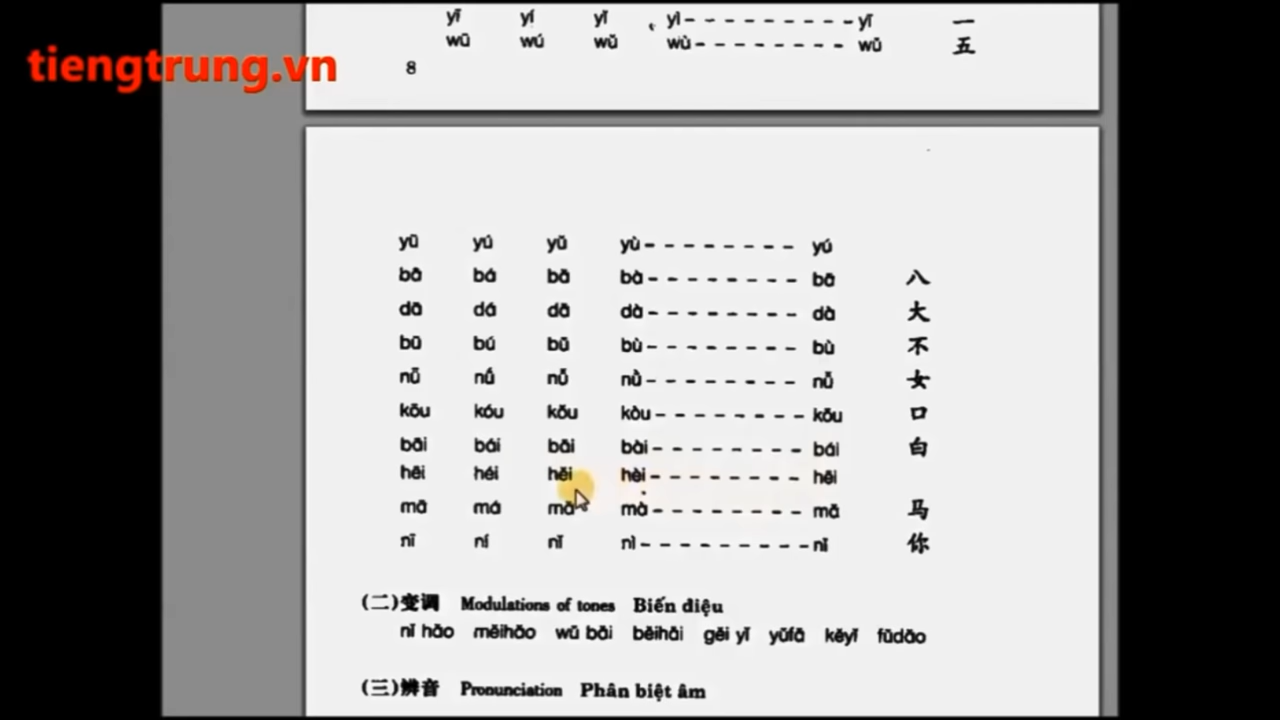 yī yí yǐ yì - - - - - - - - - yī 一
wū wú wǔ wù - - - - - - - - wǔ 五
tiengtrung.vn
8
yū yú yǔ yù - - - - - - - - yú
bā bá bǎ bà - - - - - - - - bā 八
dā dá dǎ dà - - - - - - - - dà 大
bū bú bǔ bù - - - - - - - - bù 不
nǖ nǘ nǚ nǜ - - - - - - - - nǚ 女
kōu kóu kǒu kòu - - - - - - - - kǒu 口
bāi bái bǎi bài - - - - - - - - bái 白
hēi héi hěi hèi - - - - - - - - hēi
mā má mǎ mà - - - - - - - - mǎ 马
nī ní nǐ nì - - - - - - - - - nǐ 你
(二)变调 Modulations of tones Biến điệu
nǐ hǎo měihǎo wǔ bǎi běihǎi gěi yǐ yǔfǎ kěyǐ fǔdǎo
(三)辨音 Pronunciation Phân biệt âm